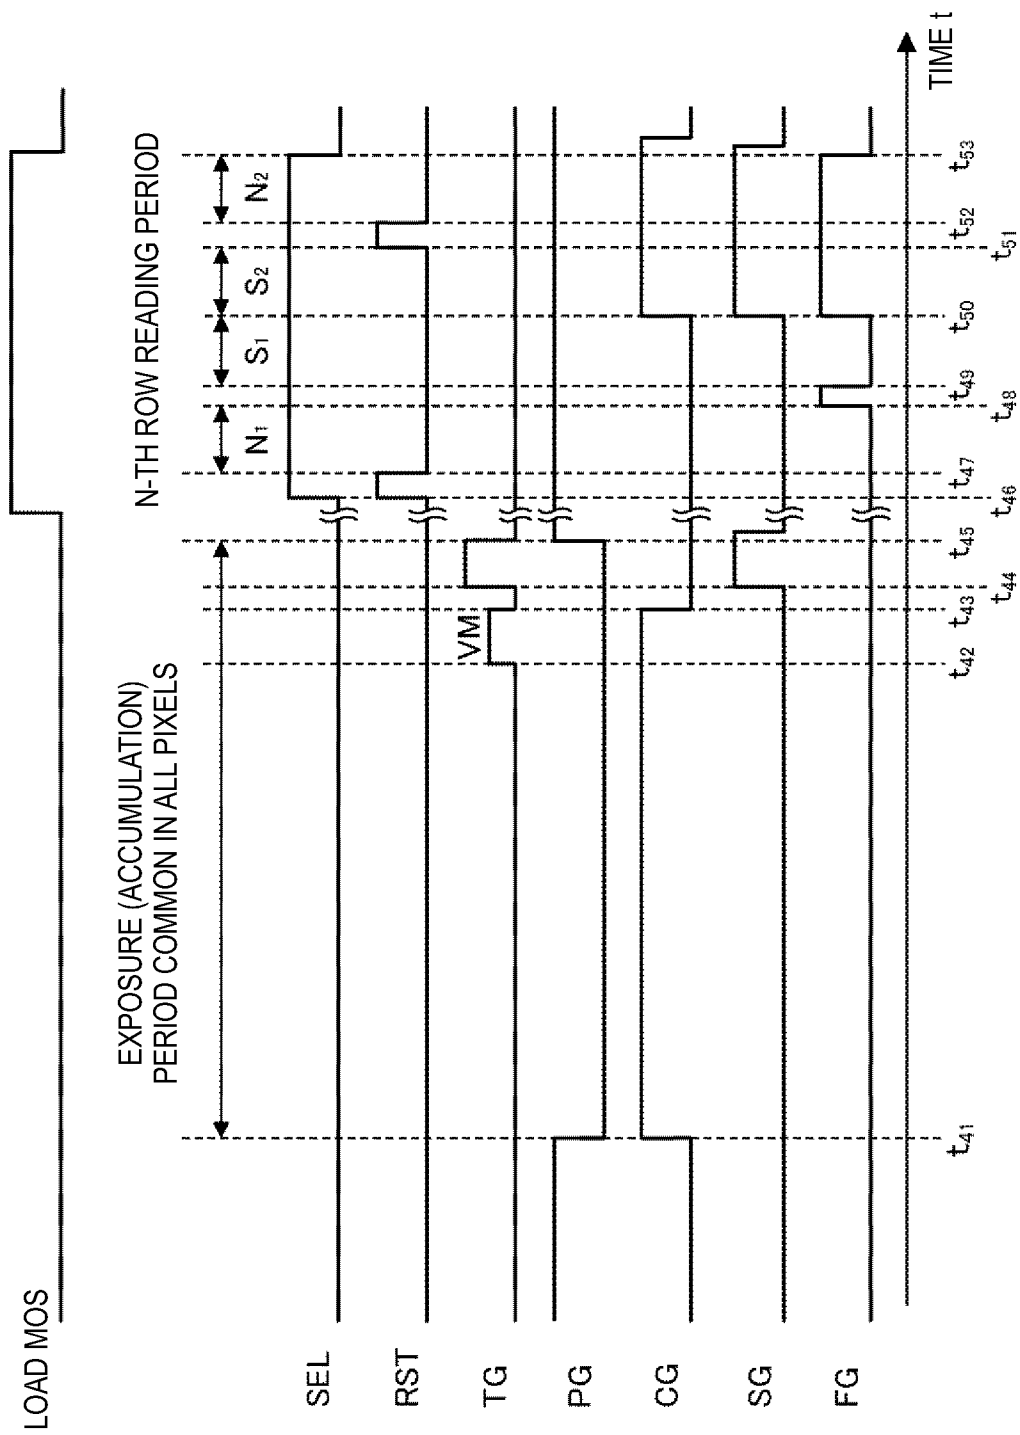 LOAD MOS
EXPOSURE (ACCUMULATION)
PERIOD COMMON IN ALL PIXELS
N-TH ROW READING PERIOD
N₁
S₁
S₂
N₂
SEL
RST
TG
VM
PG
CG
SG
FG
TIME t
t₄₁
t₄₂
t₄₃
t₄₄
t₄₅
t₄₆
t₄₇
t₄₈
t₄₉
t₅₀
t₅₁
t₅₂
t₅₃